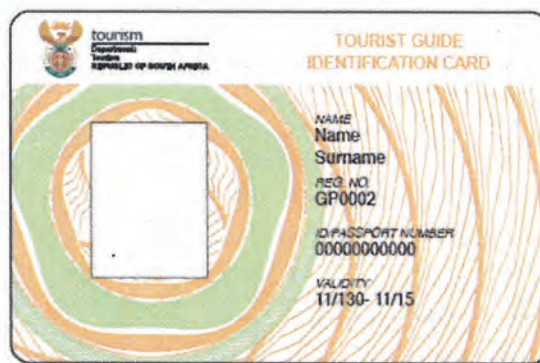 tourism
Department:
Tourism
REPUBLIC OF SOUTH AFRICA
TOURIST GUIDE
IDENTIFICATION CARD
NAME
Name
Surname
REG. NO.
GP0002
ID/PASSPORT NUMBER
00000000000
VALIDITY
11/130- 11/15